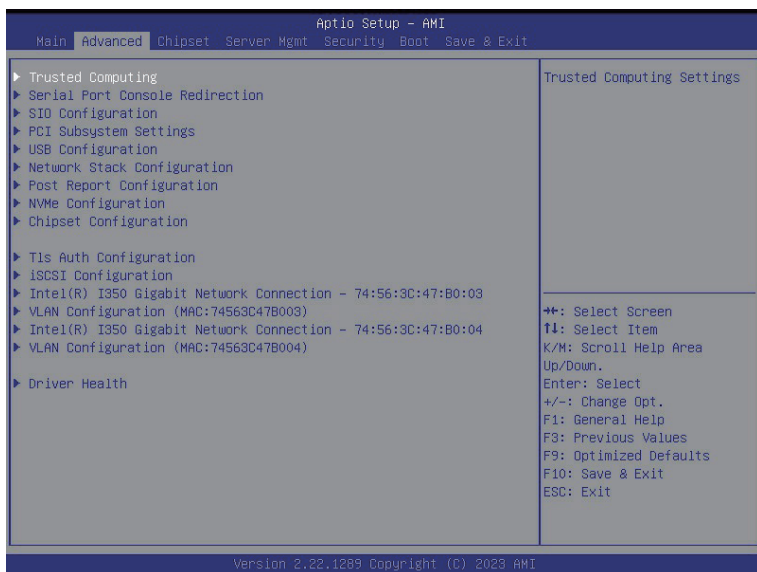 Aptio Setup – AMI
Main Advanced Chipset Server Mgmt Security Boot Save & Exit
Trusted Computing
Serial Port Console Redirection
SIO Configuration
PCI Subsystem Settings
USB Configuration
Network Stack Configuration
Post Report Configuration
NVMe Configuration
Chipset Configuration
Tls Auth Configuration
iSCSI Configuration
Intel(R) I350 Gigabit Network Connection – 74:56:3C:47:B0:03
VLAN Configuration (MAC:74563C47B003)
Intel(R) I350 Gigabit Network Connection – 74:56:3C:47:B0:04
VLAN Configuration (MAC:74563C47B004)
Driver Health
Trusted Computing Settings
→←: Select Screen
↑↓: Select Item
K/M: Scroll Help Area
Up/Down.
Enter: Select
+/–: Change Opt.
F1: General Help
F3: Previous Values
F9: Optimized Defaults
F10: Save & Exit
ESC: Exit
Version 2.22.1289 Copyright (C) 2023 AMI